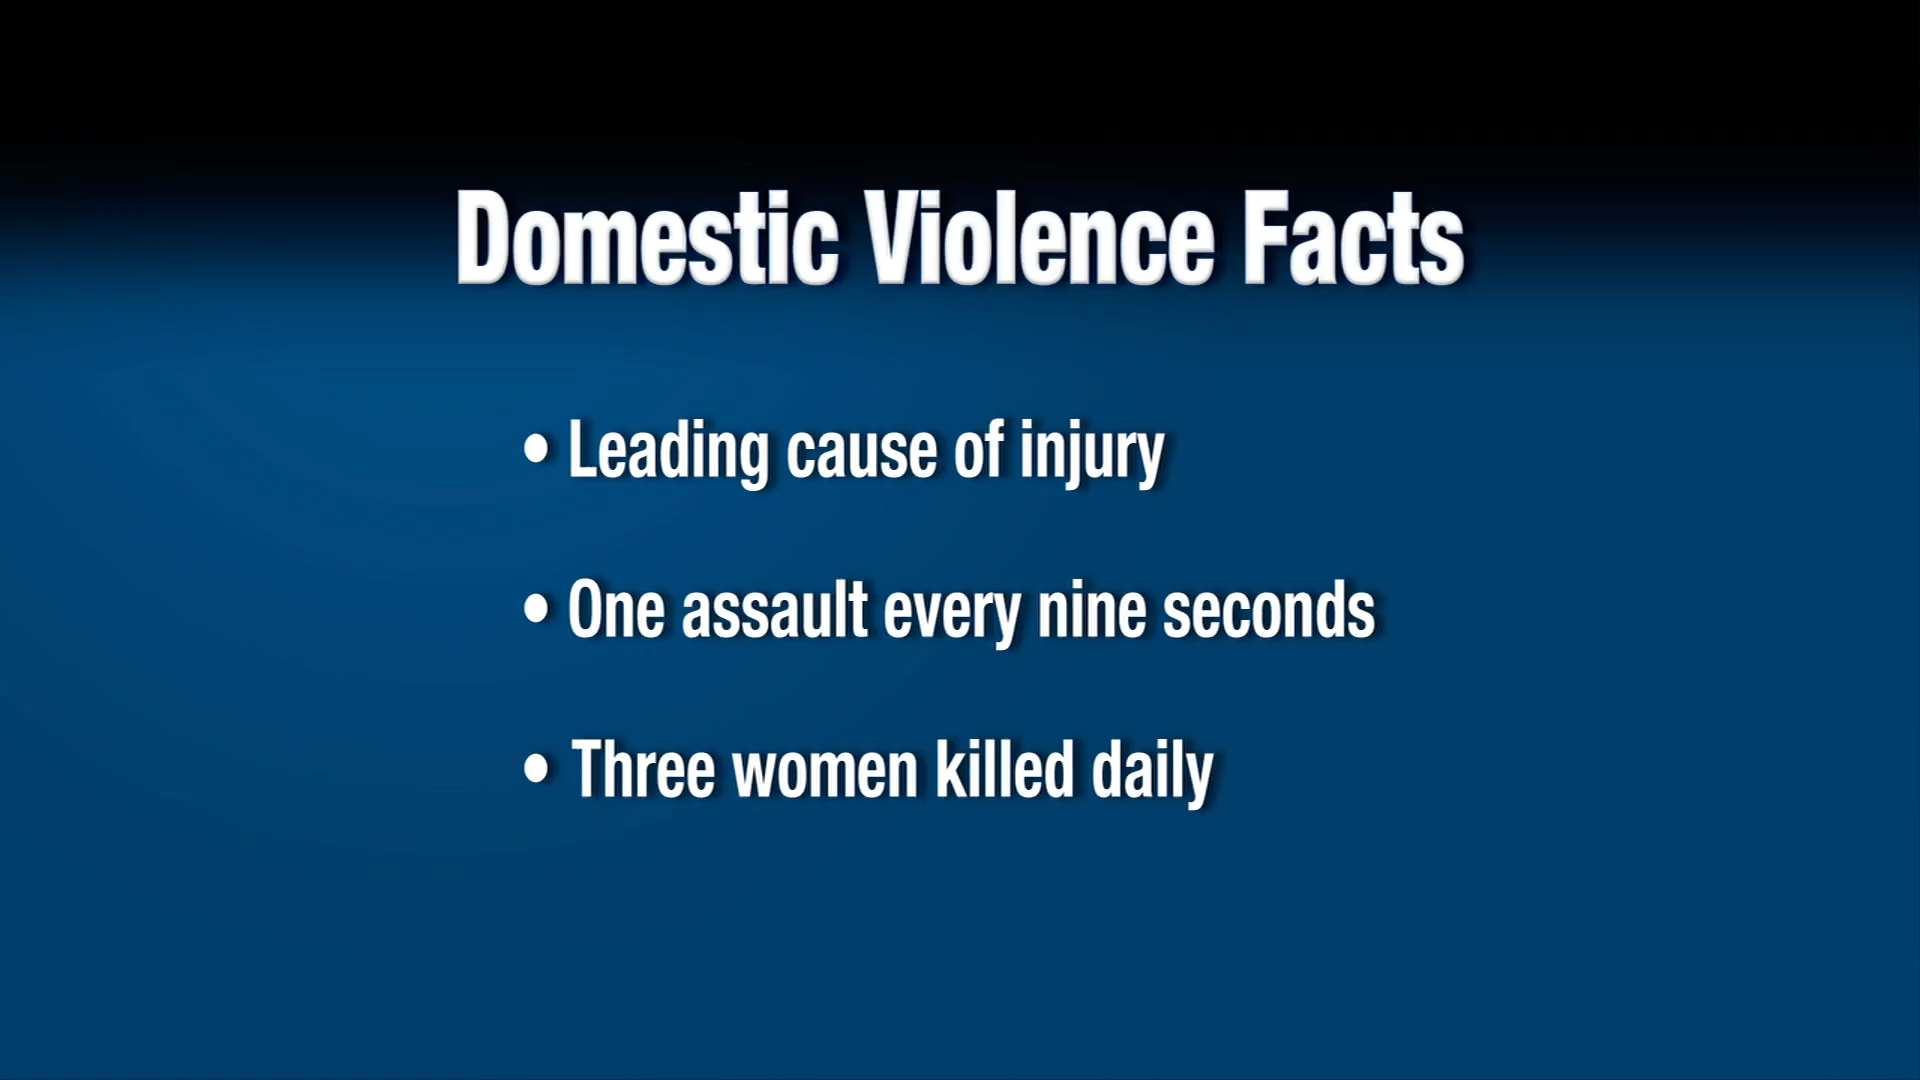 Domestic Violence Facts
• Leading cause of injury
• One assault every nine seconds
• Three women killed daily